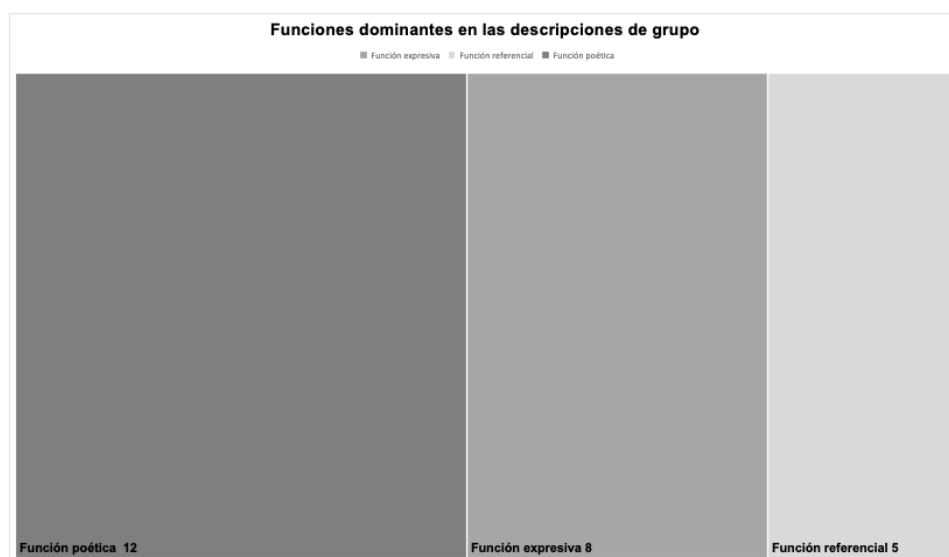 Funciones dominantes en las descripciones de grupo
Función expresiva Función referencial Función poética
Función poética 12
Función expresiva 8
Función referencial 5